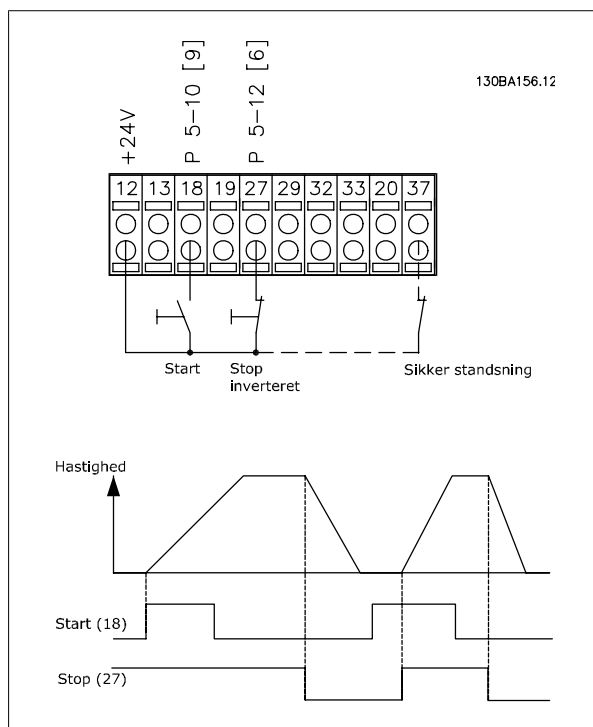 130BA156.12
+24V
P 5-10 [9]
P 5-12 [6]
12 13 18 19 27 29 32 33 20 37
Start
Stop
inverteret
Sikker standsning
Hastighed
Start (18)
Stop (27)